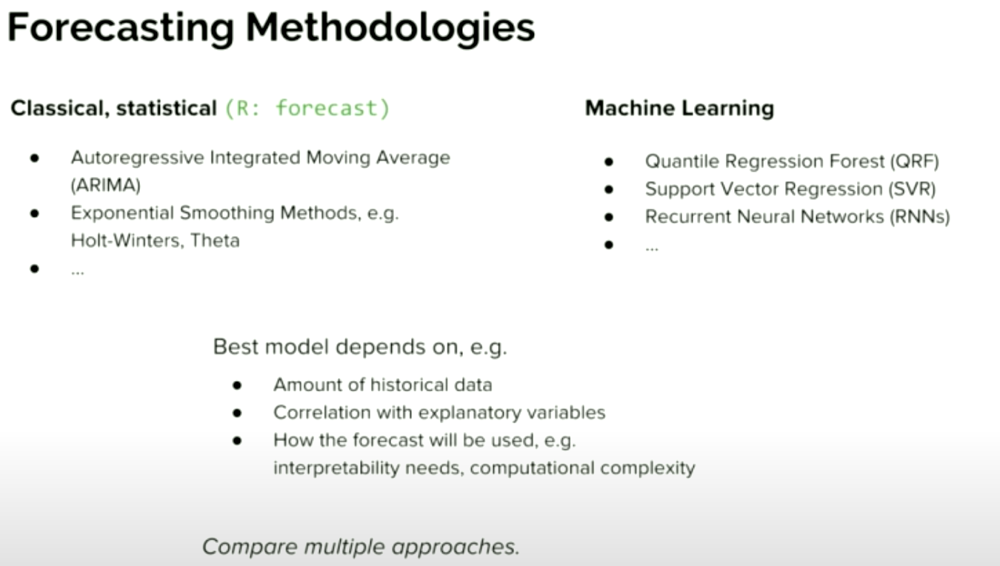 Forecasting Methodologies
Classical, statistical (R: forecast)
● Autoregressive Integrated Moving Average
(ARIMA)
● Exponential Smoothing Methods, e.g.
Holt-Winters, Theta
● ...
Machine Learning
● Quantile Regression Forest (QRF)
● Support Vector Regression (SVR)
● Recurrent Neural Networks (RNNs)
● ...
Best model depends on, e.g.
● Amount of historical data
● Correlation with explanatory variables
● How the forecast will be used, e.g.
interpretability needs, computational complexity
Compare multiple approaches.